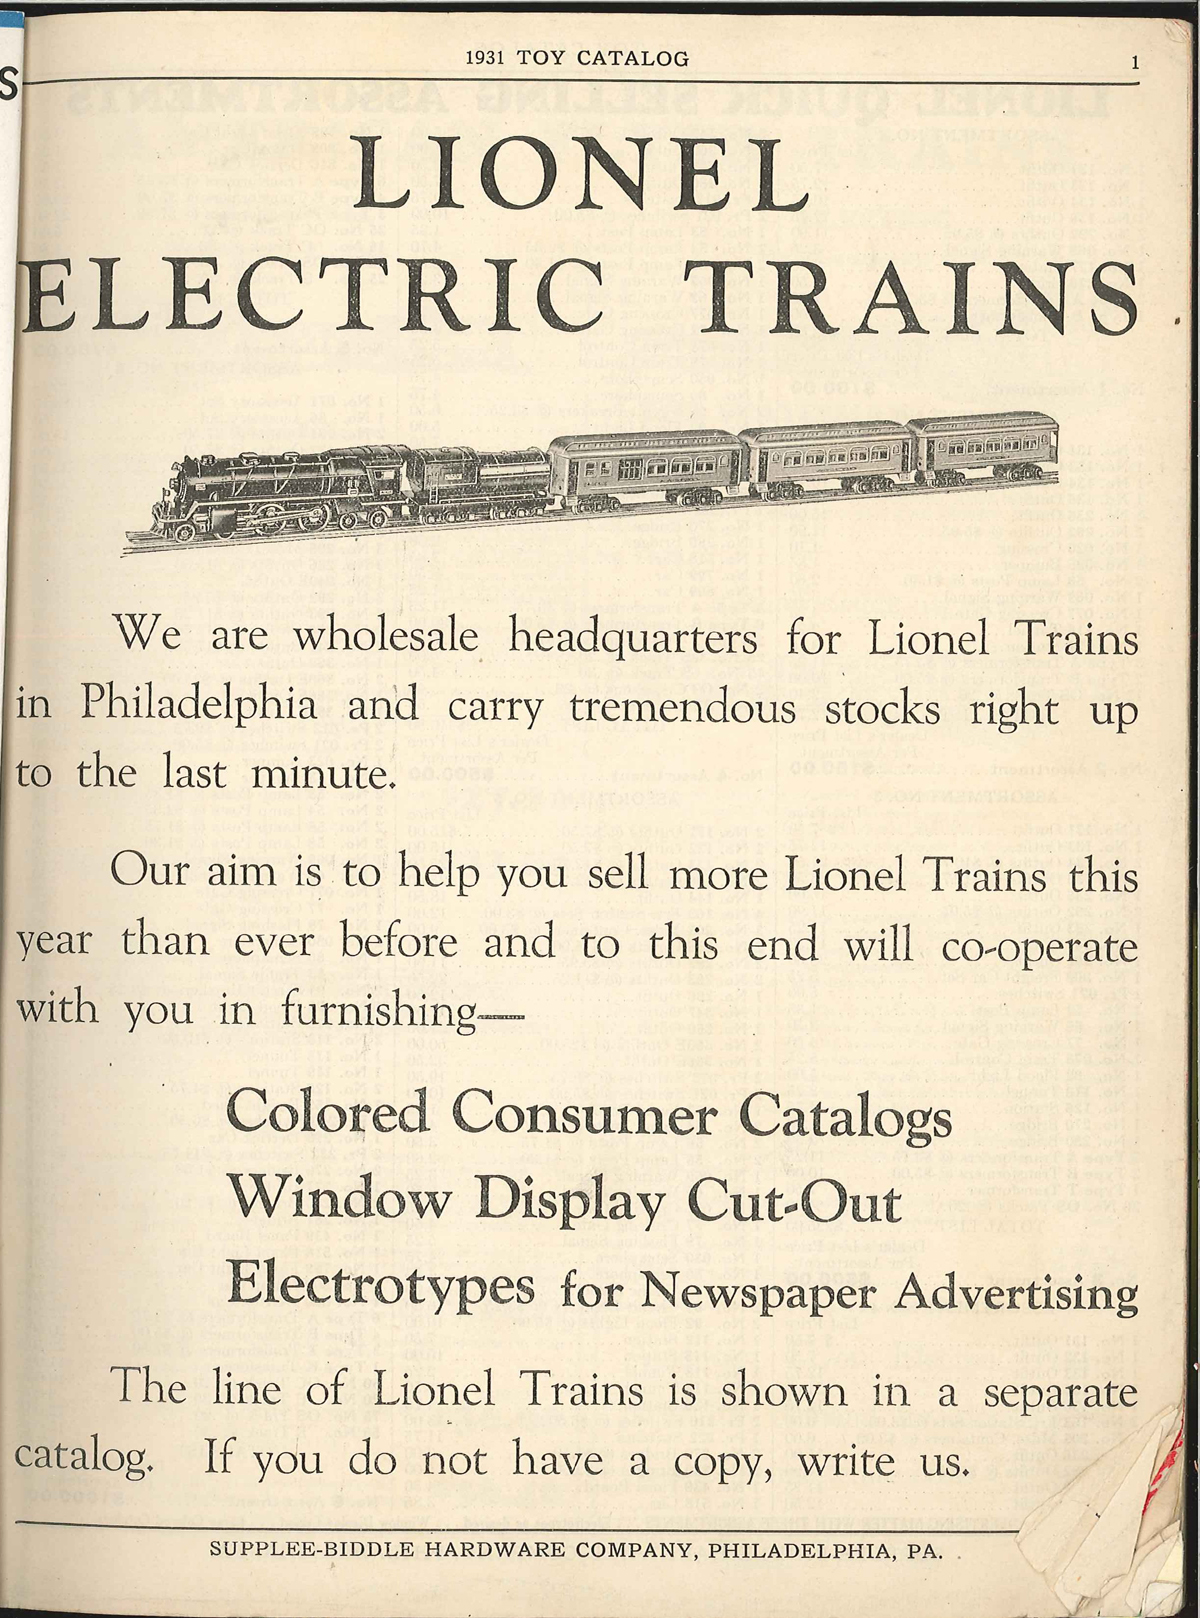 1931 TOY CATALOG 1
S
LIONEL
ELECTRIC TRAINS
We are wholesale headquarters for Lionel Trains
in Philadelphia and carry tremendous stocks right up
to the last minute.
Our aim is to help you sell more Lionel Trains this
year than ever before and to this end will co-operate
with you in furnishing—
Colored Consumer Catalogs
Window Display Cut-Out
Electrotypes for Newspaper Advertising
The line of Lionel Trains is shown in a separate
catalog. If you do not have a copy, write us.
SUPPLEE-BIDDLE HARDWARE COMPANY, PHILADELPHIA, PA.